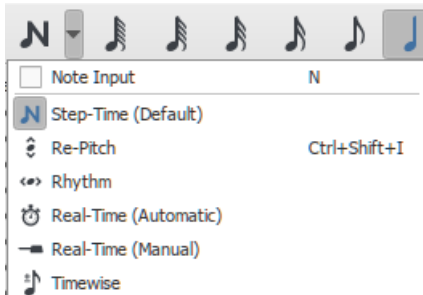 Note Input N
Step-Time (Default)
Re-Pitch Ctrl+Shift+I
Rhythm
Real-Time (Automatic)
Real-Time (Manual)
Timewise